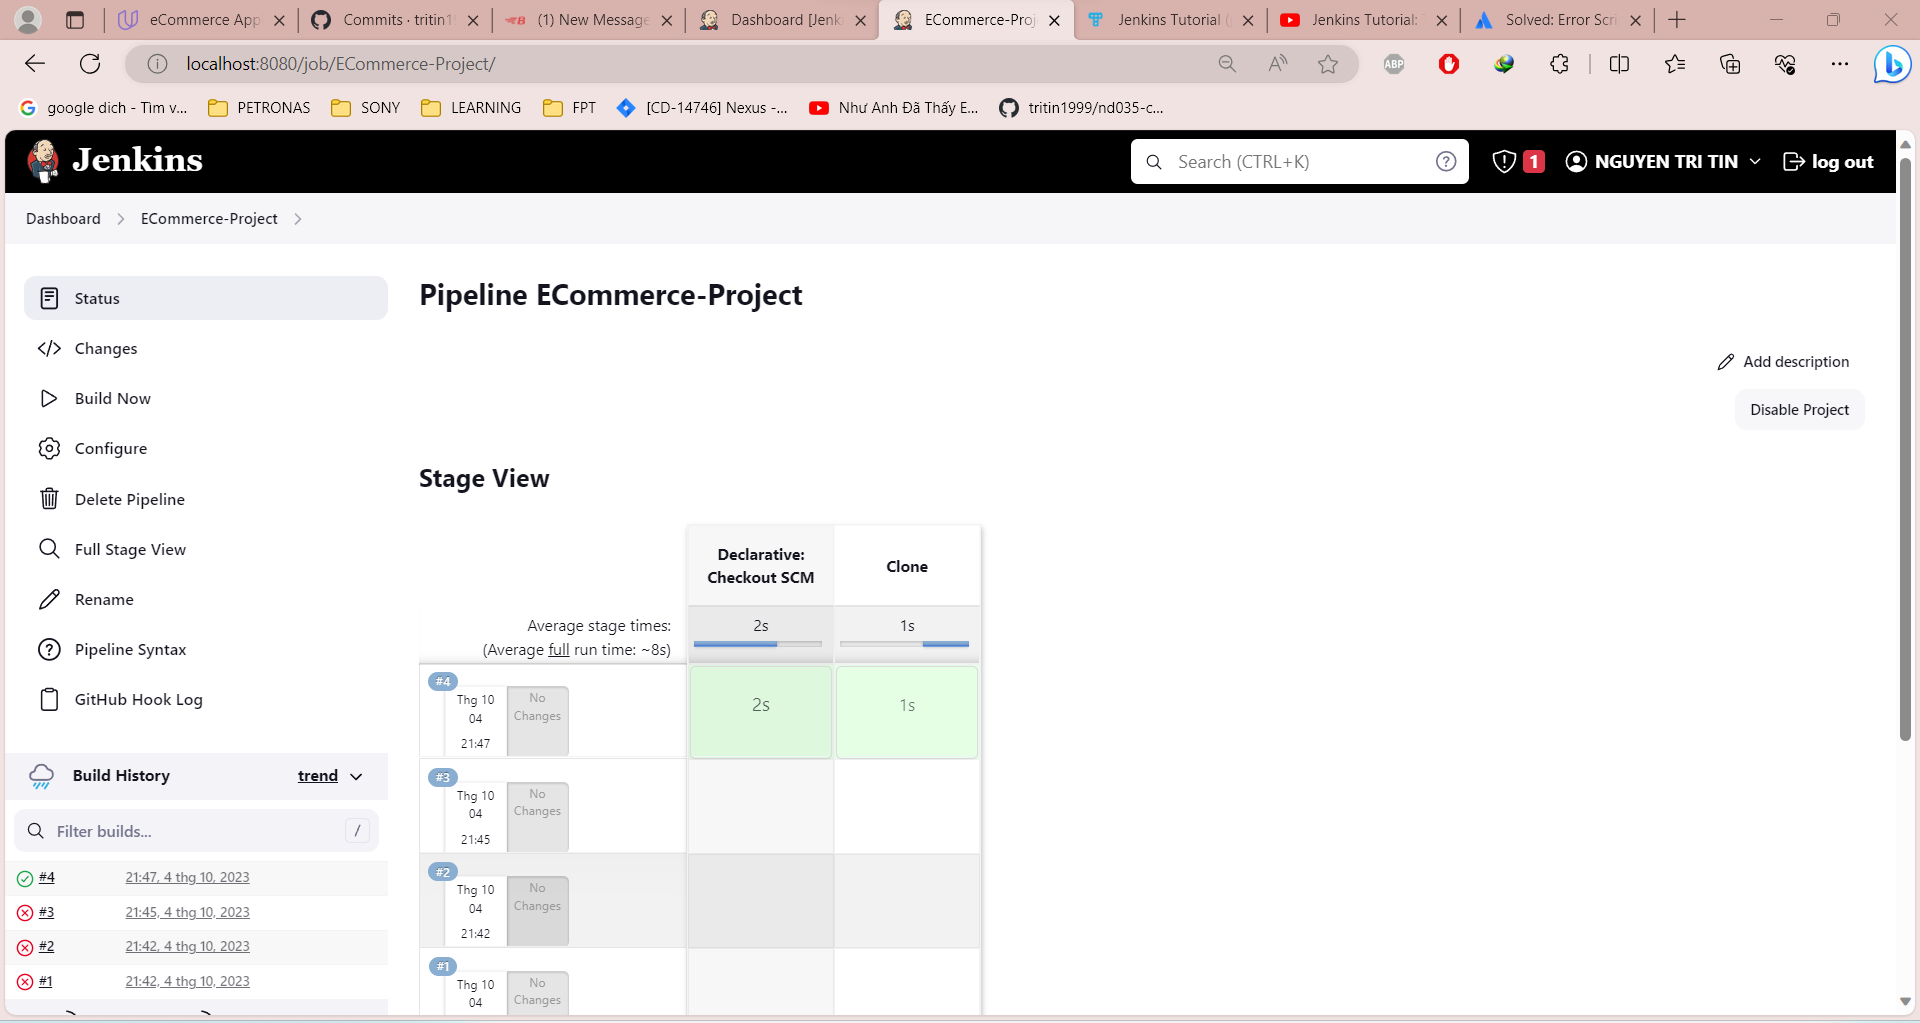 eCommerce App
Commits · tritin1
(1) New Message
Dashboard [Jenk
ECommerce-Proj
Jenkins Tutorial (
Jenkins Tutorial:
Solved: Error Scri
localhost:8080/job/ECommerce-Project/
ABP
google dich - Tìm v...
PETRONAS
SONY
LEARNING
FPT
[CD-14746] Nexus -...
Như Anh Đã Thấy E...
tritin1999/nd035-c...
Jenkins
Search (CTRL+K)
1
NGUYEN TRI TIN
log out
Dashboard
ECommerce-Project
Status
Changes
Build Now
Configure
Delete Pipeline
Full Stage View
Rename
Pipeline Syntax
GitHub Hook Log
Build History
trend
Filter builds...
/
#4 21:47, 4 thg 10, 2023
#3 21:45, 4 thg 10, 2023
#2 21:42, 4 thg 10, 2023
#1 21:42, 4 thg 10, 2023
Pipeline ECommerce-Project
Add description
Disable Project
Stage View
Declarative:
Checkout SCM
Clone
Average stage times:
(Average full run time: ~8s)
2s
1s
#4
Thg 10
04
21:47
No
Changes
2s
1s
#3
Thg 10
04
21:45
No
Changes
#2
Thg 10
04
21:42
No
Changes
#1
Thg 10
04
No
Changes